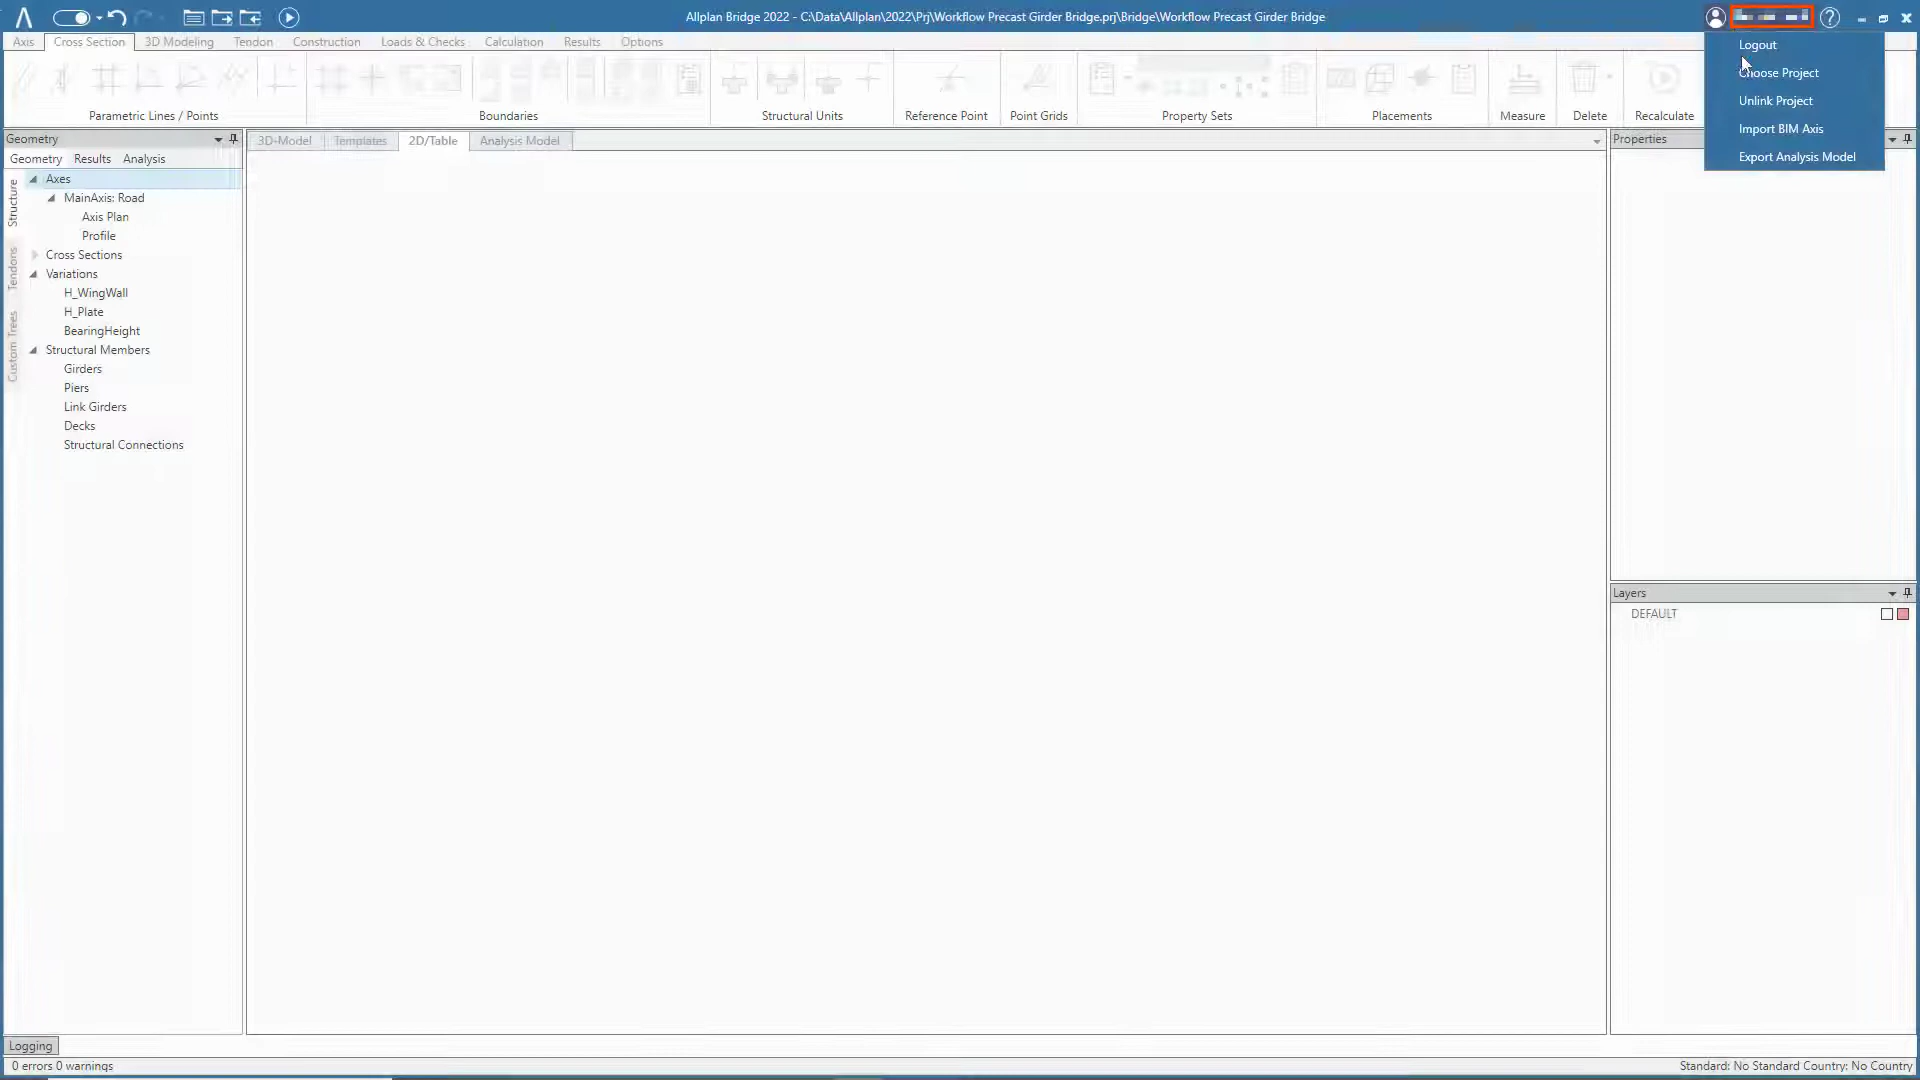 Allplan Bridge 2022 - C:\Data\Allplan\2022\Prj\Workflow Precast Girder Bridge.prj\Bridge\Workflow Precast Girder Bridge
Axis
Cross Section
3D Modeling
Tendon
Construction
Loads & Checks
Calculation
Results
Options
Logout
Choose Project
Unlink Project
Import BIM Axis
Export Analysis Model
Parametric Lines / Points
Boundaries
Structural Units
Reference Point
Point Grids
Property Sets
Placements
Measure
Delete
Recalculate
Geometry
Geometry Results Analysis
Structure
Tendons
Custom Trees
Axes
MainAxis: Road
Axis Plan
Profile
Cross Sections
Variations
H_WingWall
H_Plate
BearingHeight
Structural Members
Girders
Piers
Link Girders
Decks
Structural Connections
3D-Model
Templates
2D/Table
Analysis Model
Properties
Layers
DEFAULT
Logging
0 errors 0 warnings
Standard: No Standard Country: No Country